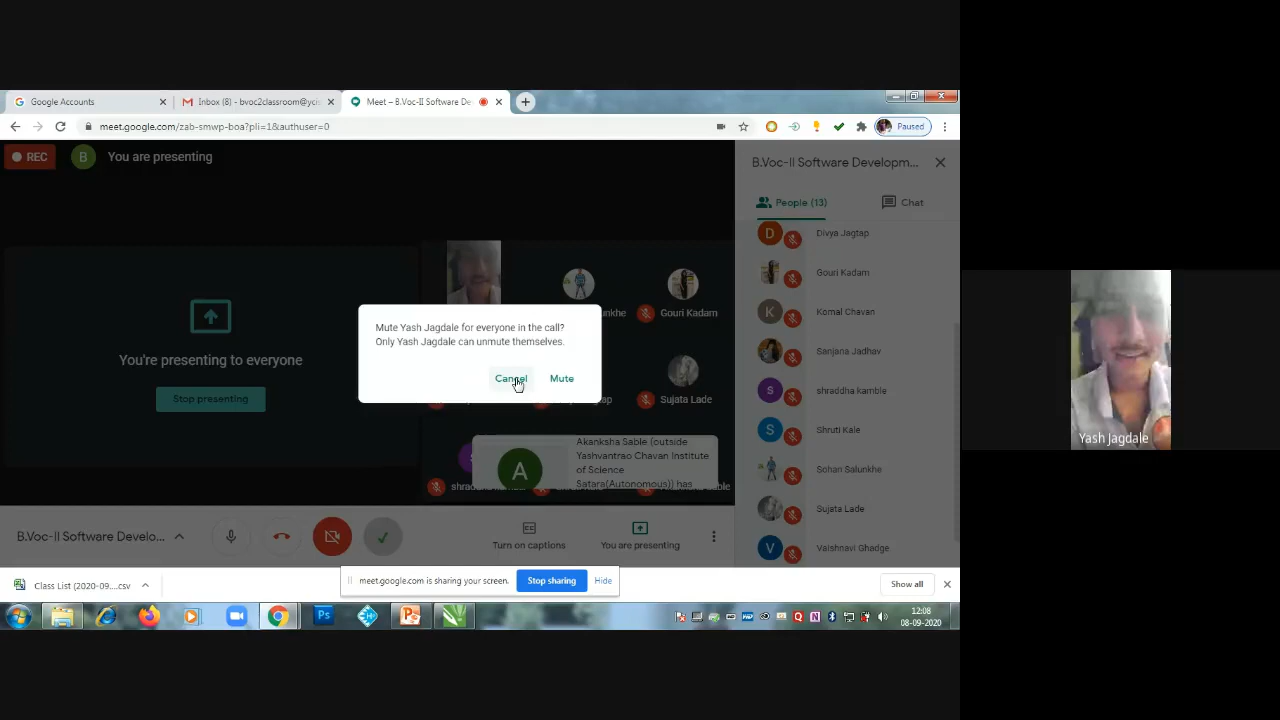 Google Accounts
Inbox (8) - bvoc2classroom@yci
Meet – B.Voc-II Software De
meet.google.com/zab-smwp-boa?pli=1&authuser=0
Paused
REC
B
You are presenting
B.Voc-II Software Developm...
People (13)
Chat
D
Divya Jagtap
Gouri Kadam
K
Komal Chavan
Sanjana Jadhav
S
shraddha kamble
S
Shruti Kale
Sohan Salunkhe
Sujata Lade
V
Vaishnavi Ghadge
You're presenting to everyone
Stop presenting
Gouri Kadam
Sujata Lade
Mute Yash Jagdale for everyone in the call?
Only Yash Jagdale can unmute themselves.
Cancel
Mute
A
Akanksha Sable (outside
Yashvantrao Chavan Institute
of Science
Satara(Autonomous)) has
B.Voc-II Software Develo...
Turn on captions
You are presenting
Class List (2020-09....csv
meet.google.com is sharing your screen.
Stop sharing
Hide
Show all
Ps
12:08
08-09-2020
Yash Jagdale